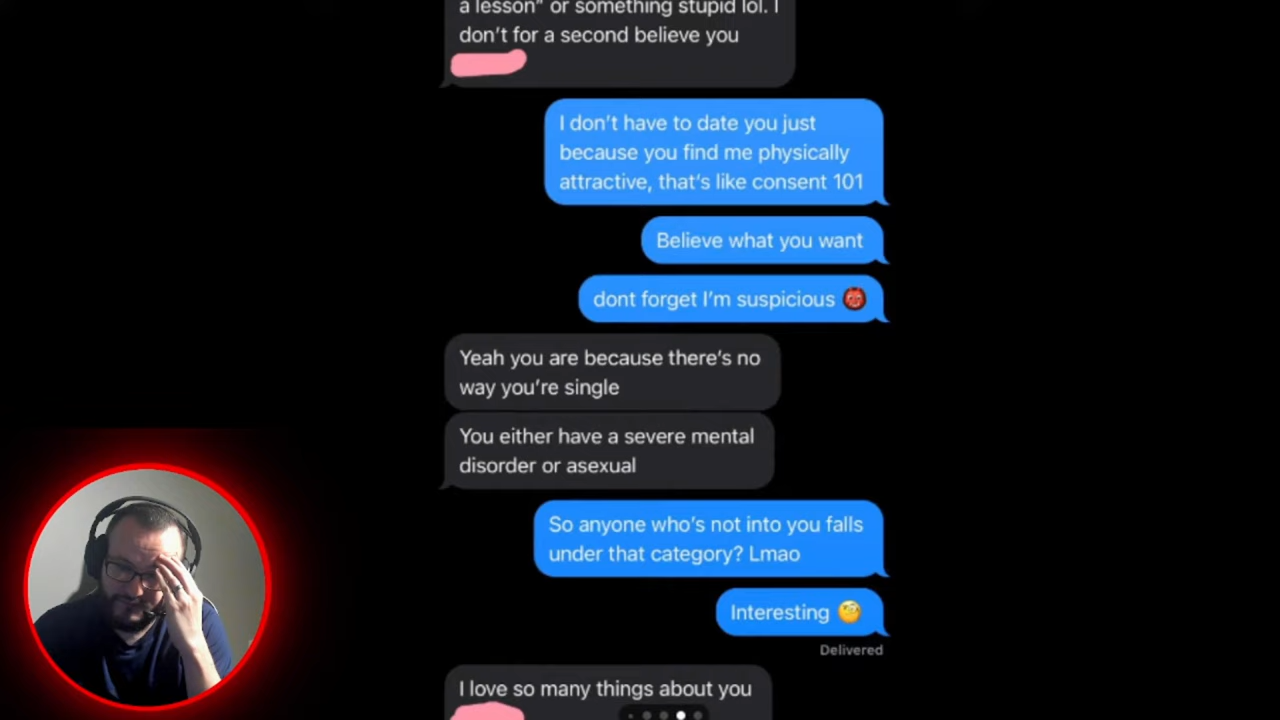 a lesson" or something stupid lol. I
don't for a second believe you
I don't have to date you just
because you find me physically
attractive, that's like consent 101
Believe what you want
dont forget I'm suspicious 👹
Yeah you are because there's no
way you're single
You either have a severe mental
disorder or asexual
So anyone who's not into you falls
under that category? Lmao
Interesting 🧐
Delivered
I love so many things about you